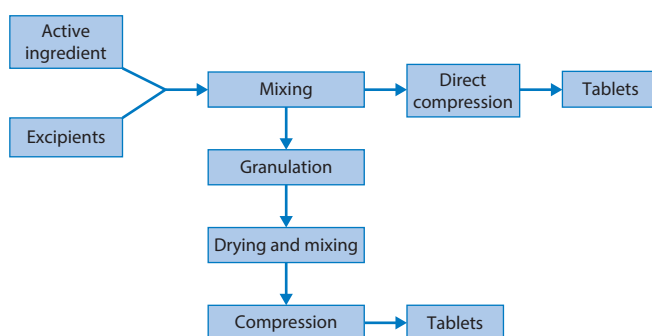 Active
ingredient
Excipients
Mixing
Direct
compression
Tablets
Granulation
Drying and mixing
Compression
Tablets